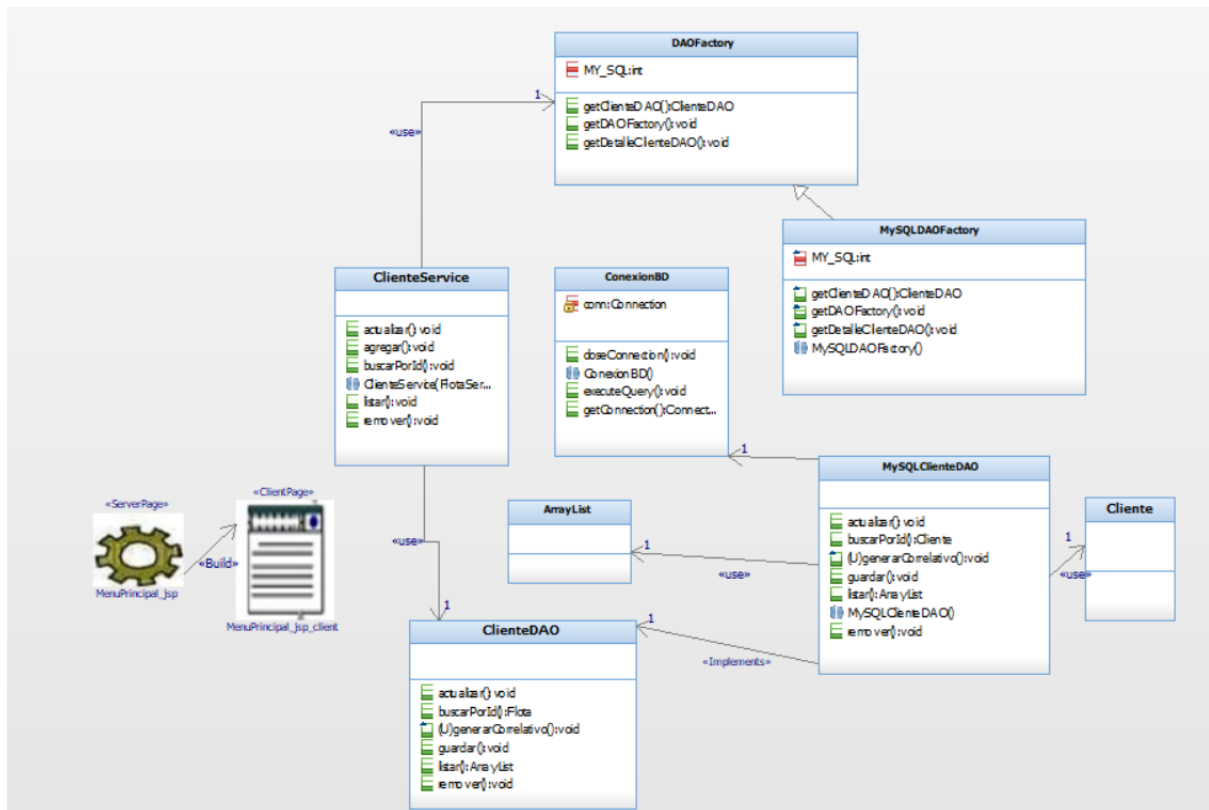 DAOFactory
MY_SQL:int
getClienteDAO():ClienteDAO
getDAOFactory():void
getDetalleClienteDAO():void
1
«use»
MySQLDAOFactory
MY_SQL:int
getClienteDAO():ClienteDAO
getDAOFactory():void
getDetalleClienteDAO():void
MySQLDAOFactory()
ClienteService
actualizar():void
agregar():void
buscarPorId():void
ClienteService(FlotaSer...
listar():void
remover():void
ConexionBD
conn:Connection
closeConnection():void
ConexionBD()
executeQuery():void
getConnection():Connect...
1
MySQLClienteDAO
actualizar():void
buscarPorId():Cliente
(U)generarCorrelativo():void
guardar():void
listar():ArrayList
MySQLClienteDAO()
remover():void
Cliente
1
«use»
ArrayList
1
«use»
«ServerPage»
MenuPrincipal_jsp
«Build»
«ClientPage»
MenuPrincipal_jsp_client
«use»
1
1
«Implements»
ClienteDAO
actualizar():void
buscarPorId():Flota
(U)generarCorrelativo():void
guardar():void
listar():ArrayList
remover():void